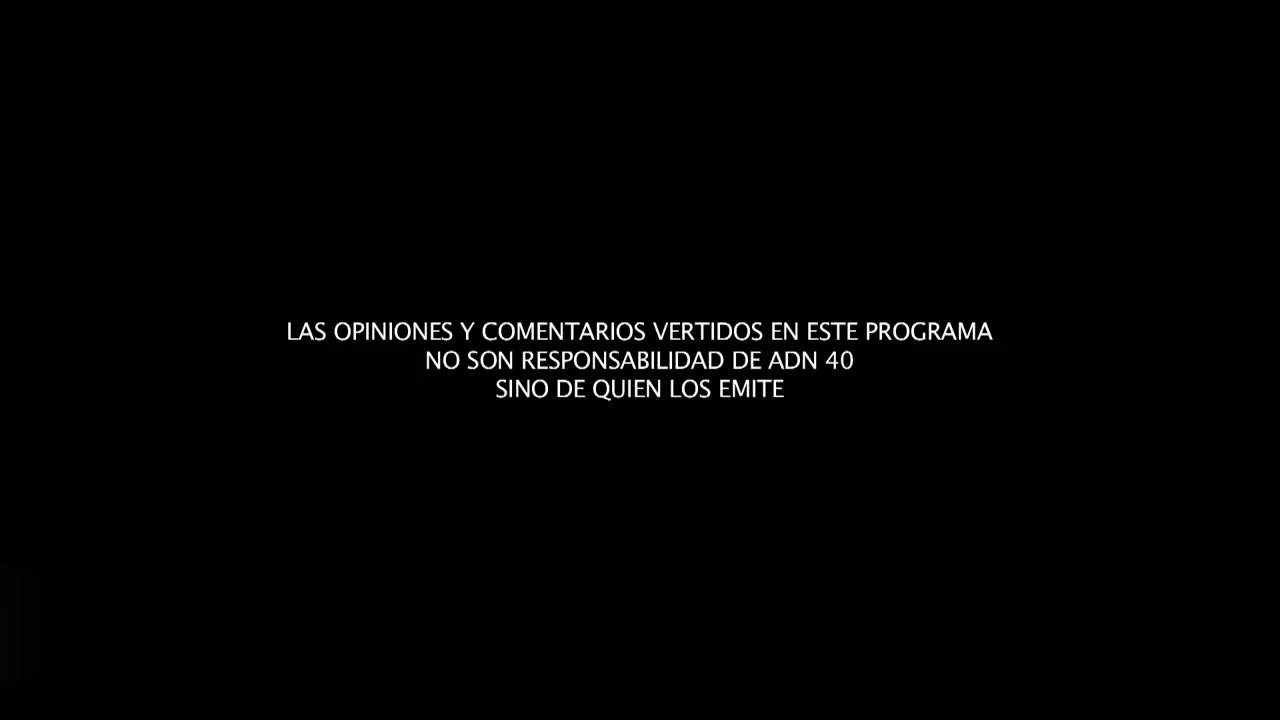 LAS OPINIONES Y COMENTARIOS VERTIDOS EN ESTE PROGRAMA
NO SON RESPONSABILIDAD DE ADN 40
SINO DE QUIEN LOS EMITE